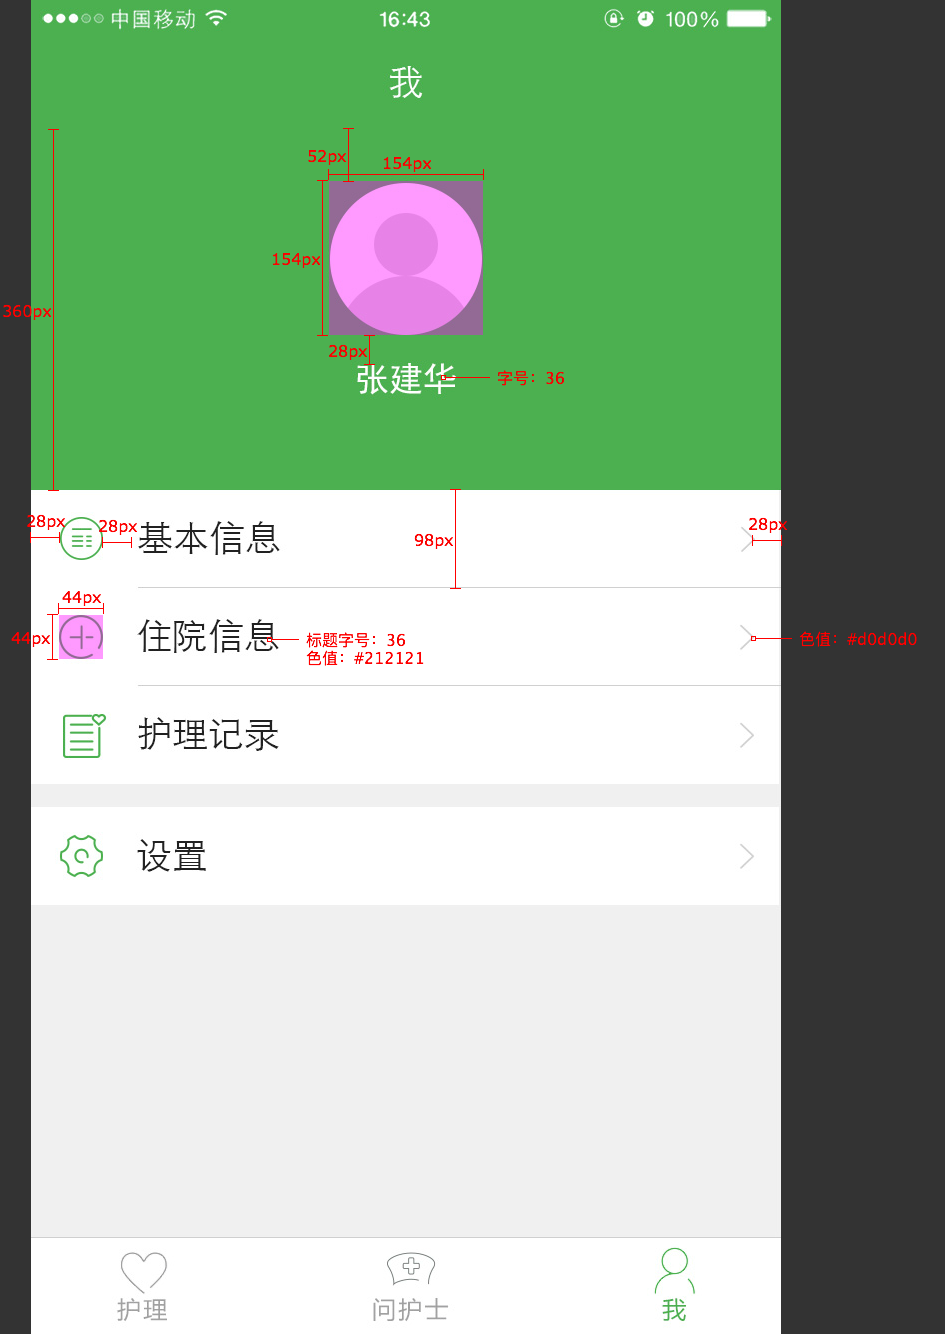 中国移动 16:43 100%
我
52px
154px
154px
360px
28px
张建华
字号：36
28px
28px
基本信息
98px
28px
44px
44px
住院信息
标题字号：36
色值：#212121
色值：#d0d0d0
护理记录
设置
护理
问护士
我